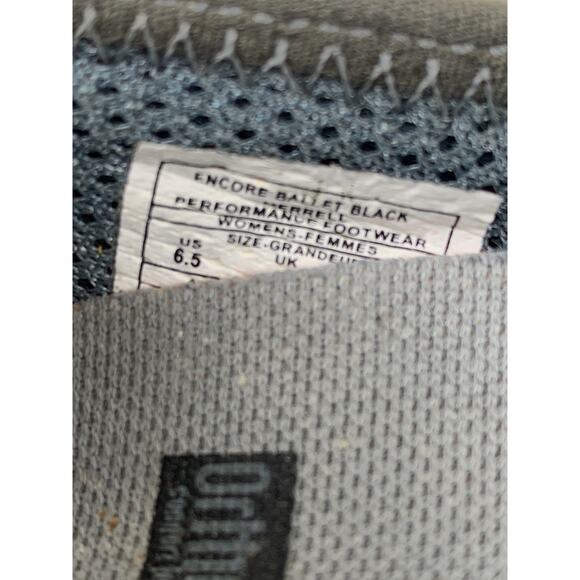 ENCORE BALLET BLACK
MERRELL
PERFORMANCE FOOTWEAR
WOMENS-FEMMES
SIZE-GRANDEUR
US UK
6.5